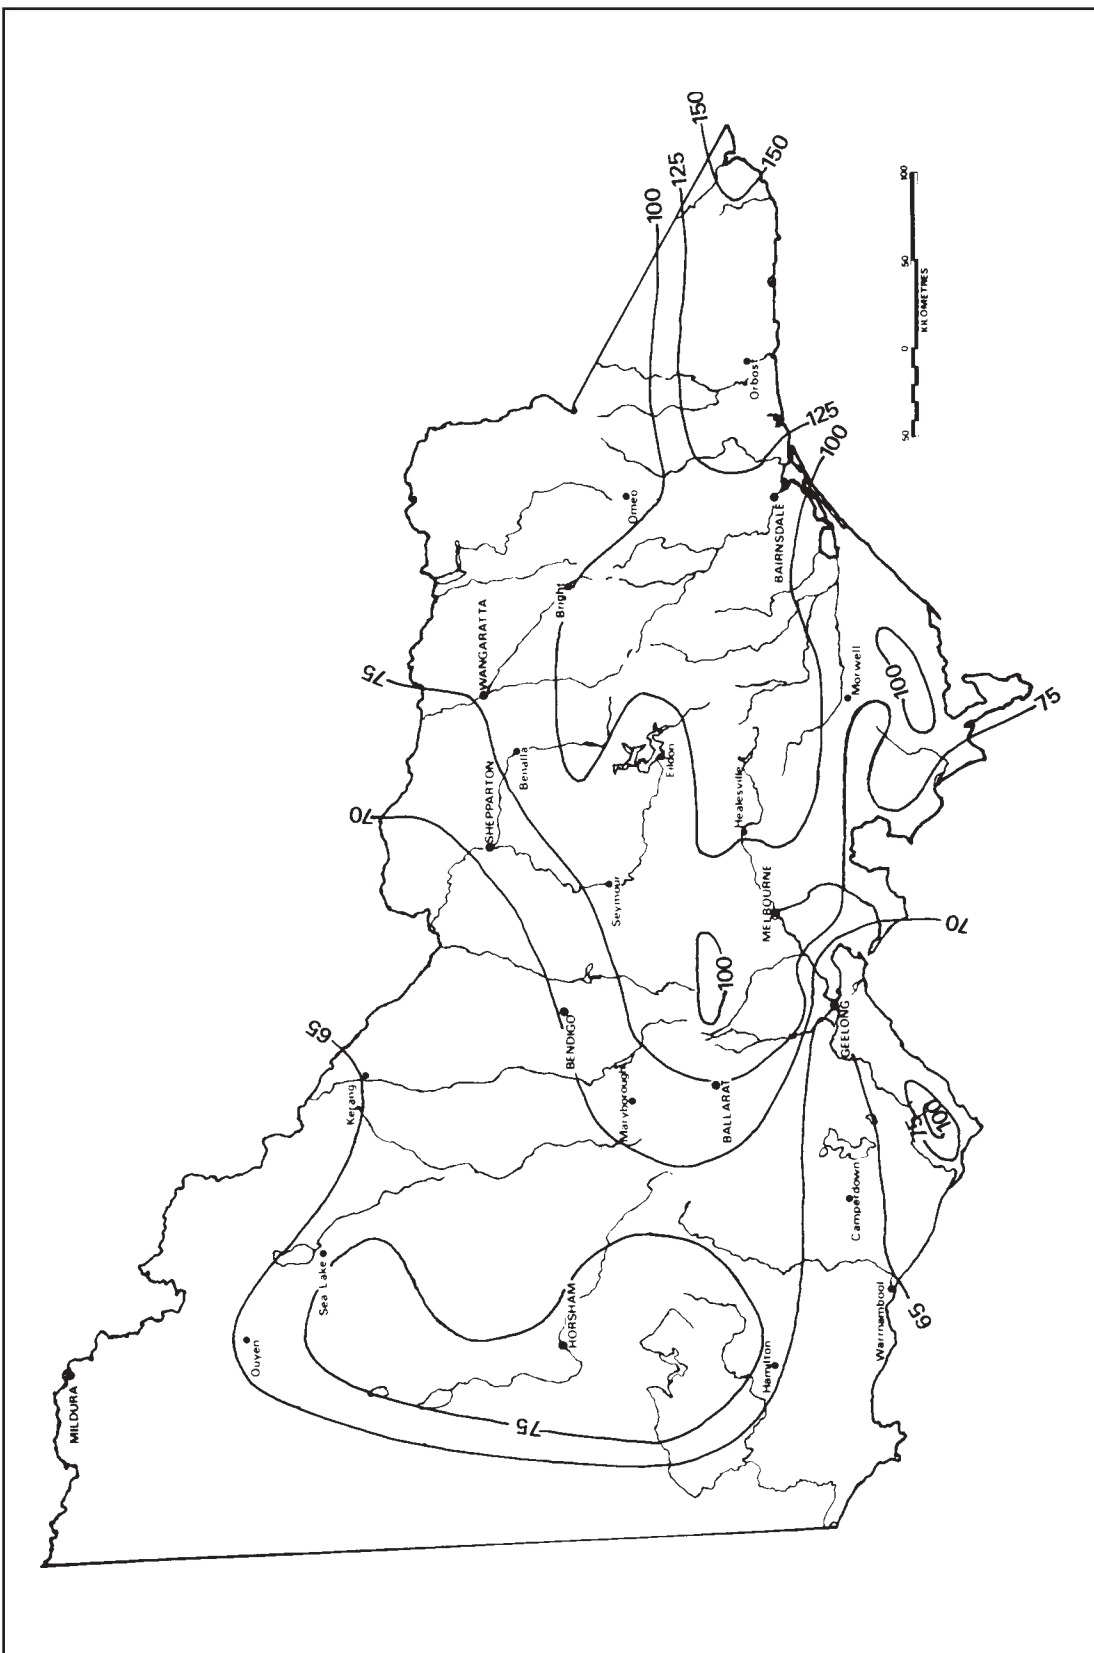 MILDURA
Ouyen
Sea Lake
65
Kerang
70
75
WANGARATTA
SHEPPARTON
Benalla
Bright
Omeo
100
125
150
150
HORSHAM
75
BENDIGO
Maryborough
Seymour
Eildon
BALLARAT
100
MELBOURNE
Healesville
BAIRNSDALE
Orbost
125
100
Hamilton
Camperdown
GEELONG
Morwell
100
Warrnambool
65
75
100
70
75
50
0
50
100
KILOMETRES